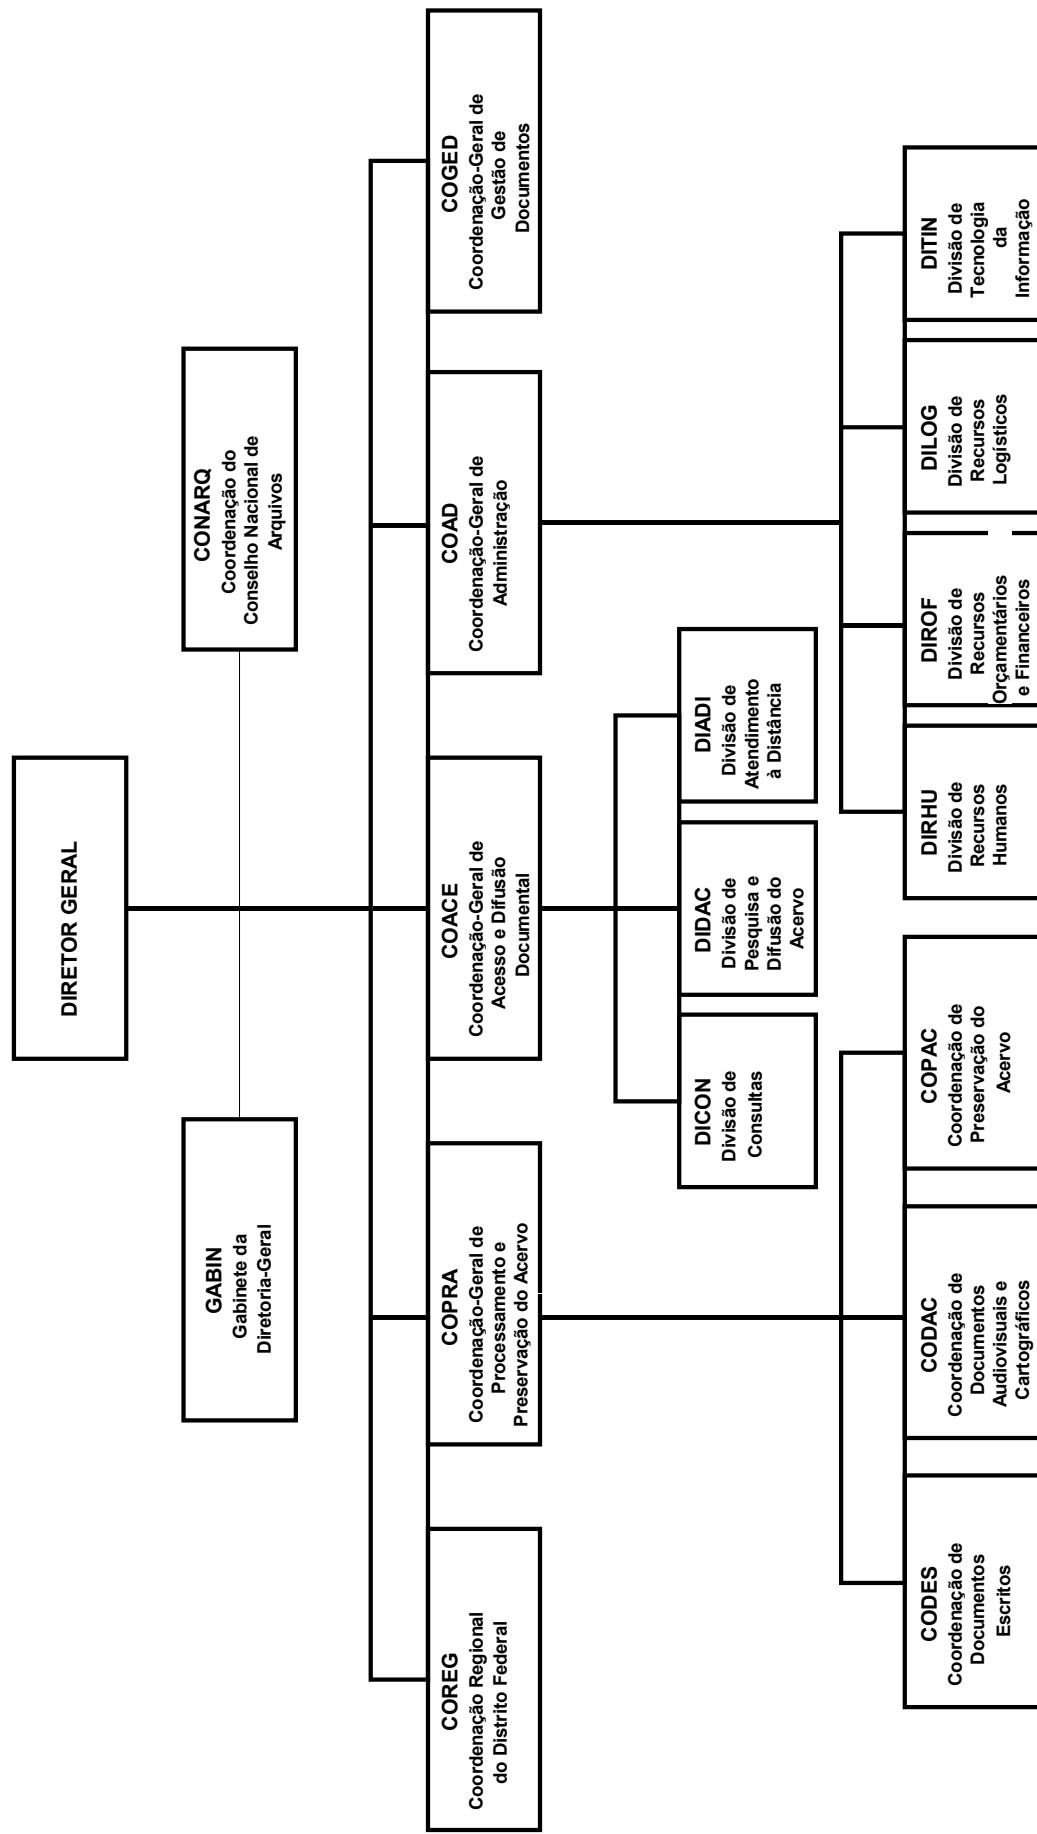 DIRETOR GERAL
GABIN
Gabinete da
Diretoria-Geral
CONARQ
Coordenação do
Conselho Nacional de
Arquivos
COREG
Coordenação Regional
do Distrito Federal
COPRA
Coordenação-Geral de
Processamento e
Preservação do Acervo
COACE
Coordenação-Geral de
Acesso e Difusão
Documental
COAD
Coordenação-Geral de
Administração
COGED
Coordenação-Geral de
Gestão de
Documentos
DICON
Divisão de
Consultas
DIDAC
Divisão de
Pesquisa e
Difusão do
Acervo
DIADI
Divisão de
Atendimento
à Distância
CODES
Coordenação de
Documentos
Escritos
CODAC
Coordenação de
Documentos
Audiovisuais e
Cartográficos
COPAC
Coordenação de
Preservação do
Acervo
DIRHU
Divisão de
Recursos
Humanos
DIROF
Divisão de
Recursos
Orçamentários
e Financeiros
DILOG
Divisão de
Recursos
Logísticos
DITIN
Divisão de
Tecnologia
da
Informação